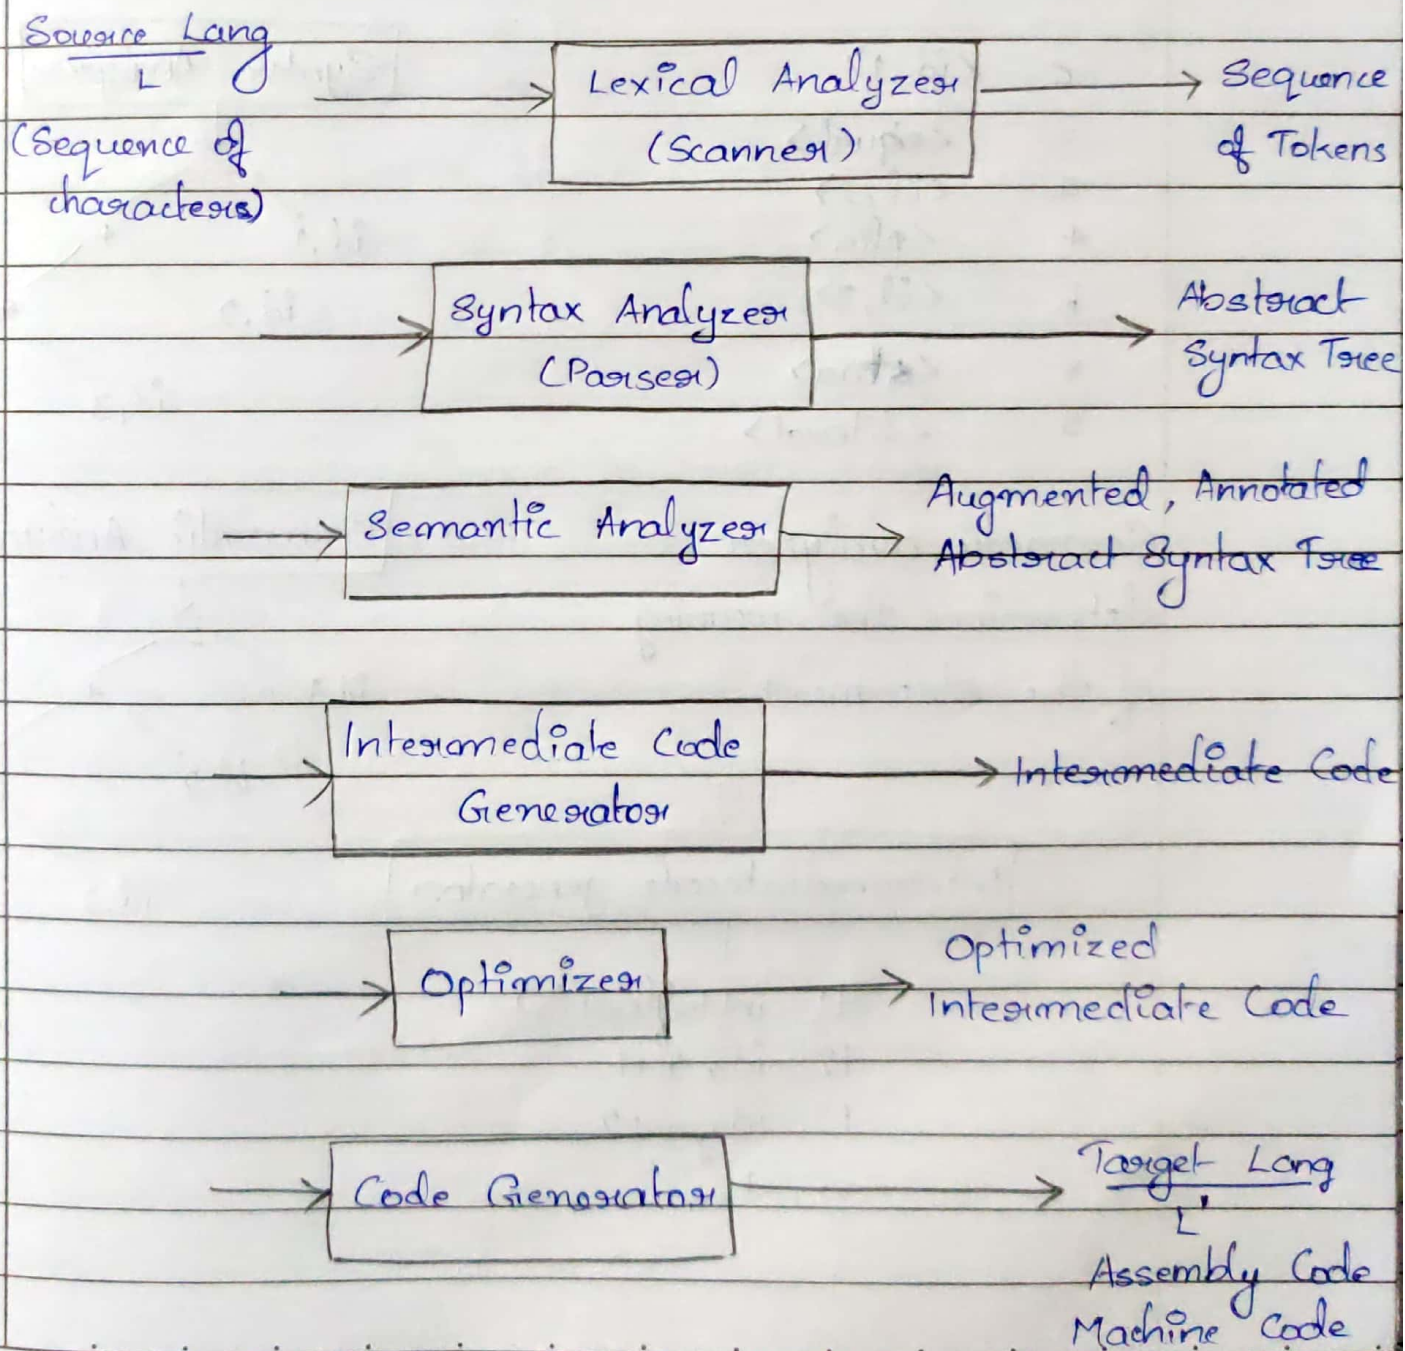 Source Lang
L
(Sequence of
characters)
Lexical Analyzer
(Scanner)
Sequence
of Tokens
Syntax Analyzer
(Parser)
Abstract
Syntax Tree
Semantic Analyzer
Augmented, Annotated
Abstract Syntax Tree
Intermediate Code
Generator
Intermediate Code
Optimizer
Optimized
Intermediate Code
Code Generator
Target Lang
L'
Assembly Code
Machine Code